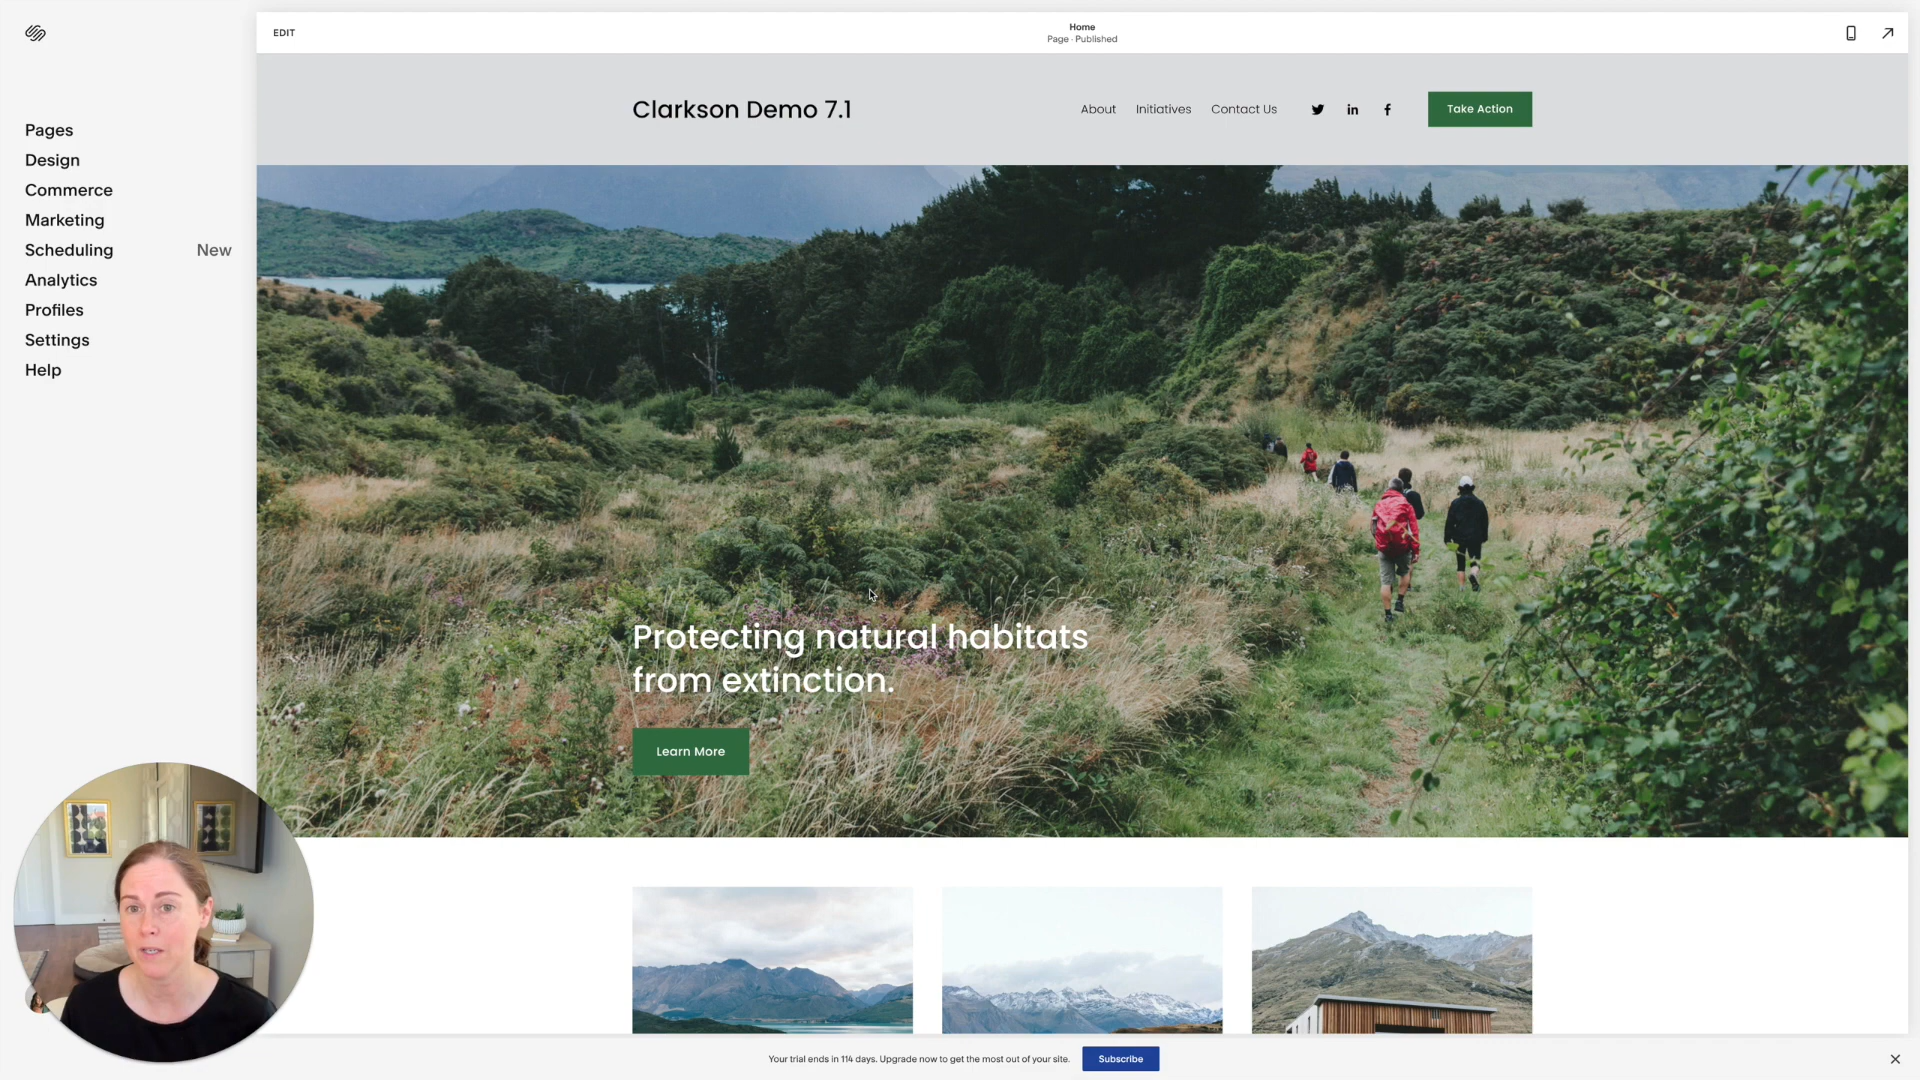 EDIT
Home
Page · Published
Pages
Design
Commerce
Marketing
Scheduling New
Analytics
Profiles
Settings
Help
Clarkson Demo 7.1
About Initiatives Contact Us
Take Action
Protecting natural habitats
from extinction.
Learn More
Your trial ends in 114 days. Upgrade now to get the most out of your site. Subscribe